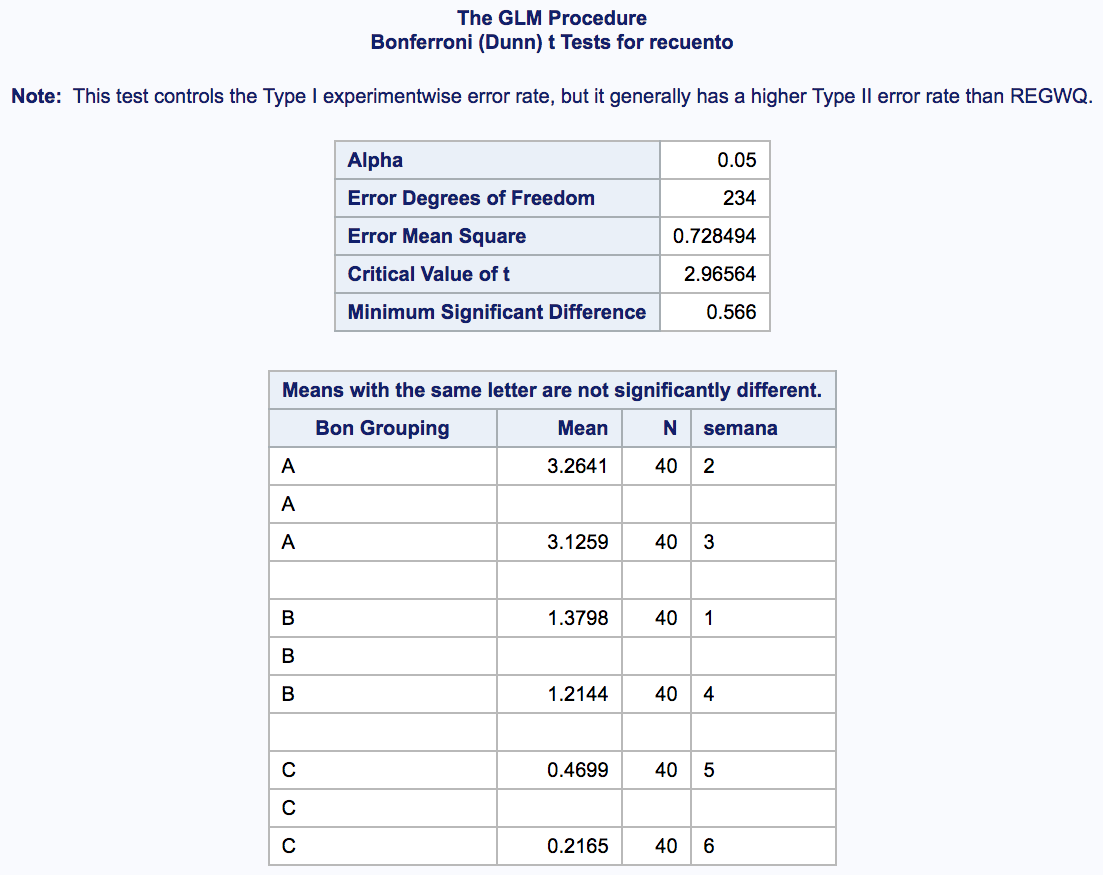 The GLM Procedure
Bonferroni (Dunn) t Tests for recuento
Note: This test controls the Type I experimentwise error rate, but it generally has a higher Type II error rate than REGWQ.
Alpha 0.05
Error Degrees of Freedom 234
Error Mean Square 0.728494
Critical Value of t 2.96564
Minimum Significant Difference 0.566
Means with the same letter are not significantly different.
Bon Grouping Mean N semana
A 3.2641 40 2
A
A 3.1259 40 3
B 1.3798 40 1
B
B 1.2144 40 4
C 0.4699 40 5
C
C 0.2165 40 6